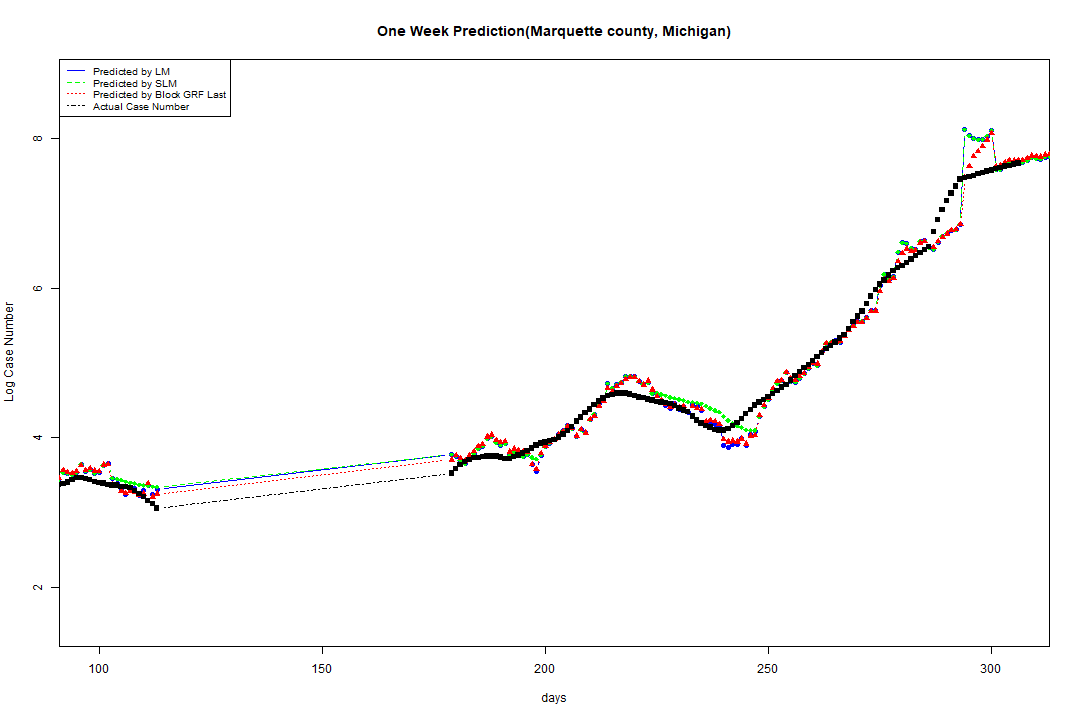 One Week Prediction(Marquette county, Michigan)
Predicted by LM
Predicted by SLM
Predicted by Block GRF Last
Actual Case Number
8
6
4
2
Log Case Number
100 150 200 250 300
days